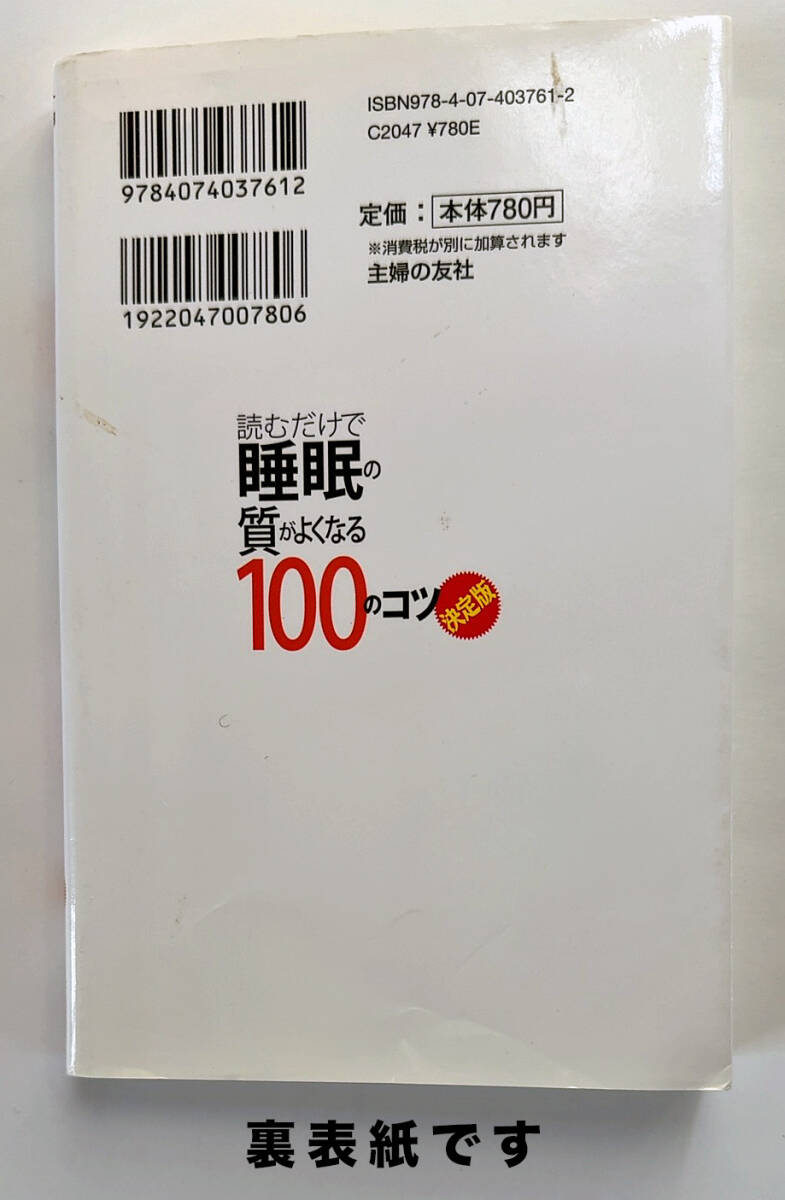 ISBN978-4-07-403761-2
C2047 ¥780E
9784074037612
定価： 本体780円
※消費税が別に加算されます
主婦の友社
1922047007806
読むだけで
睡眠の
質がよくなる
100のコツ
決定版
裏表紙です